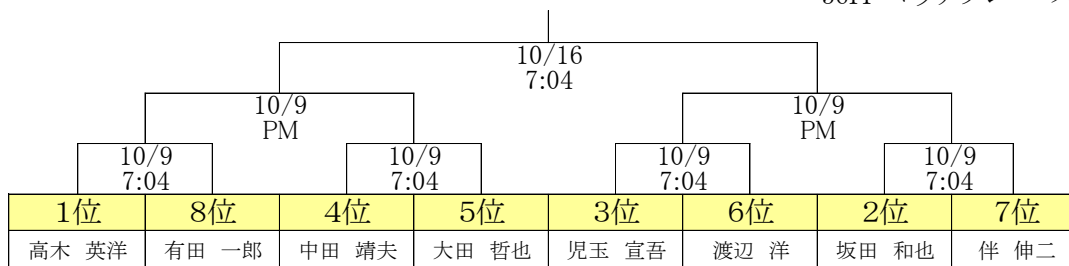 10/16
7:04
10/9 10/9
PM PM
10/9 10/9 10/9 10/9
7:04 7:04 7:04 7:04
1位 8位 4位 5位 3位 6位 2位 7位
高木 英洋 有田 一郎 中田 靖夫 大田 哲也 児玉 宣吾 渡辺 洋 坂田 和也 伴 伸二